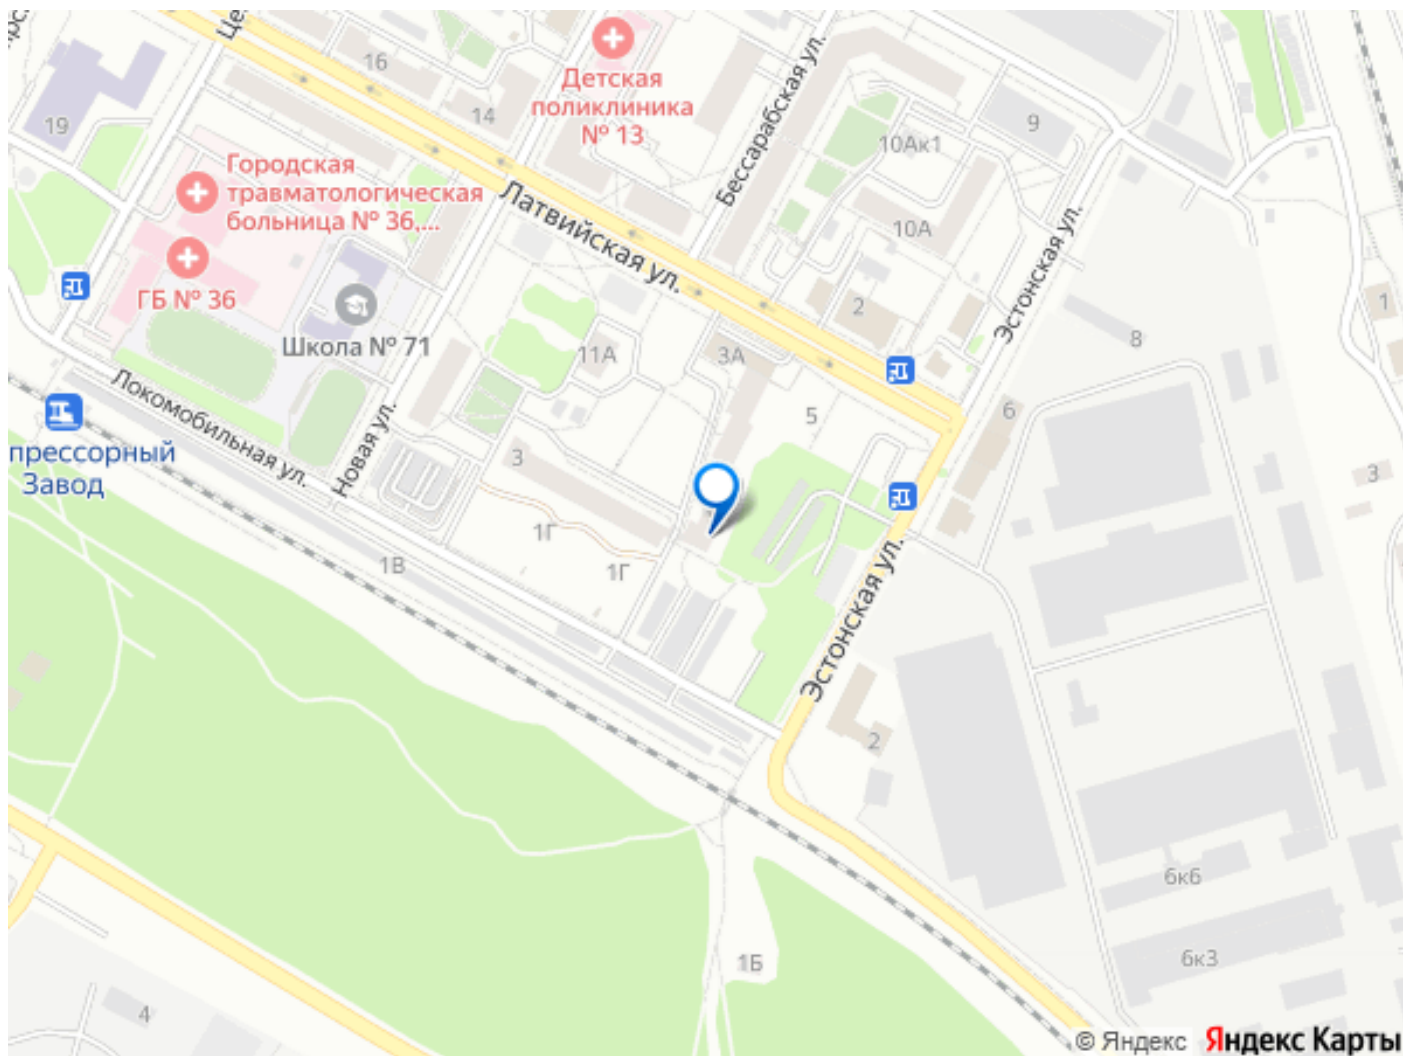 16
Детская
поликлиника
№ 13
14
19
Бессарабская ул.
9
10Ак1
Городская
травматологическая
больница № 36,...
Латвийская ул.
10А
Эстонская ул.
ГБ № 36
2
1
8
Школа № 71
11А
3А
Локомобильная ул.
Новая ул.
5
6
прессорный
Завод
3
3
1Г
1В
1Г
Эстонская ул.
2
6к6
1Б
6к3
4
© Яндекс Яндекс Карты